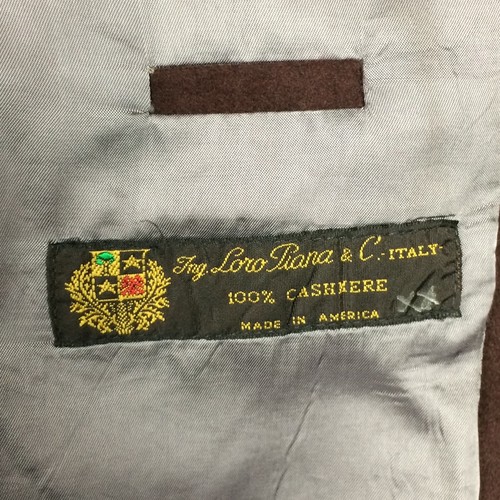 Ing. Loro Piana & C. - ITALY-
100% CASHMERE
MADE IN AMERICA